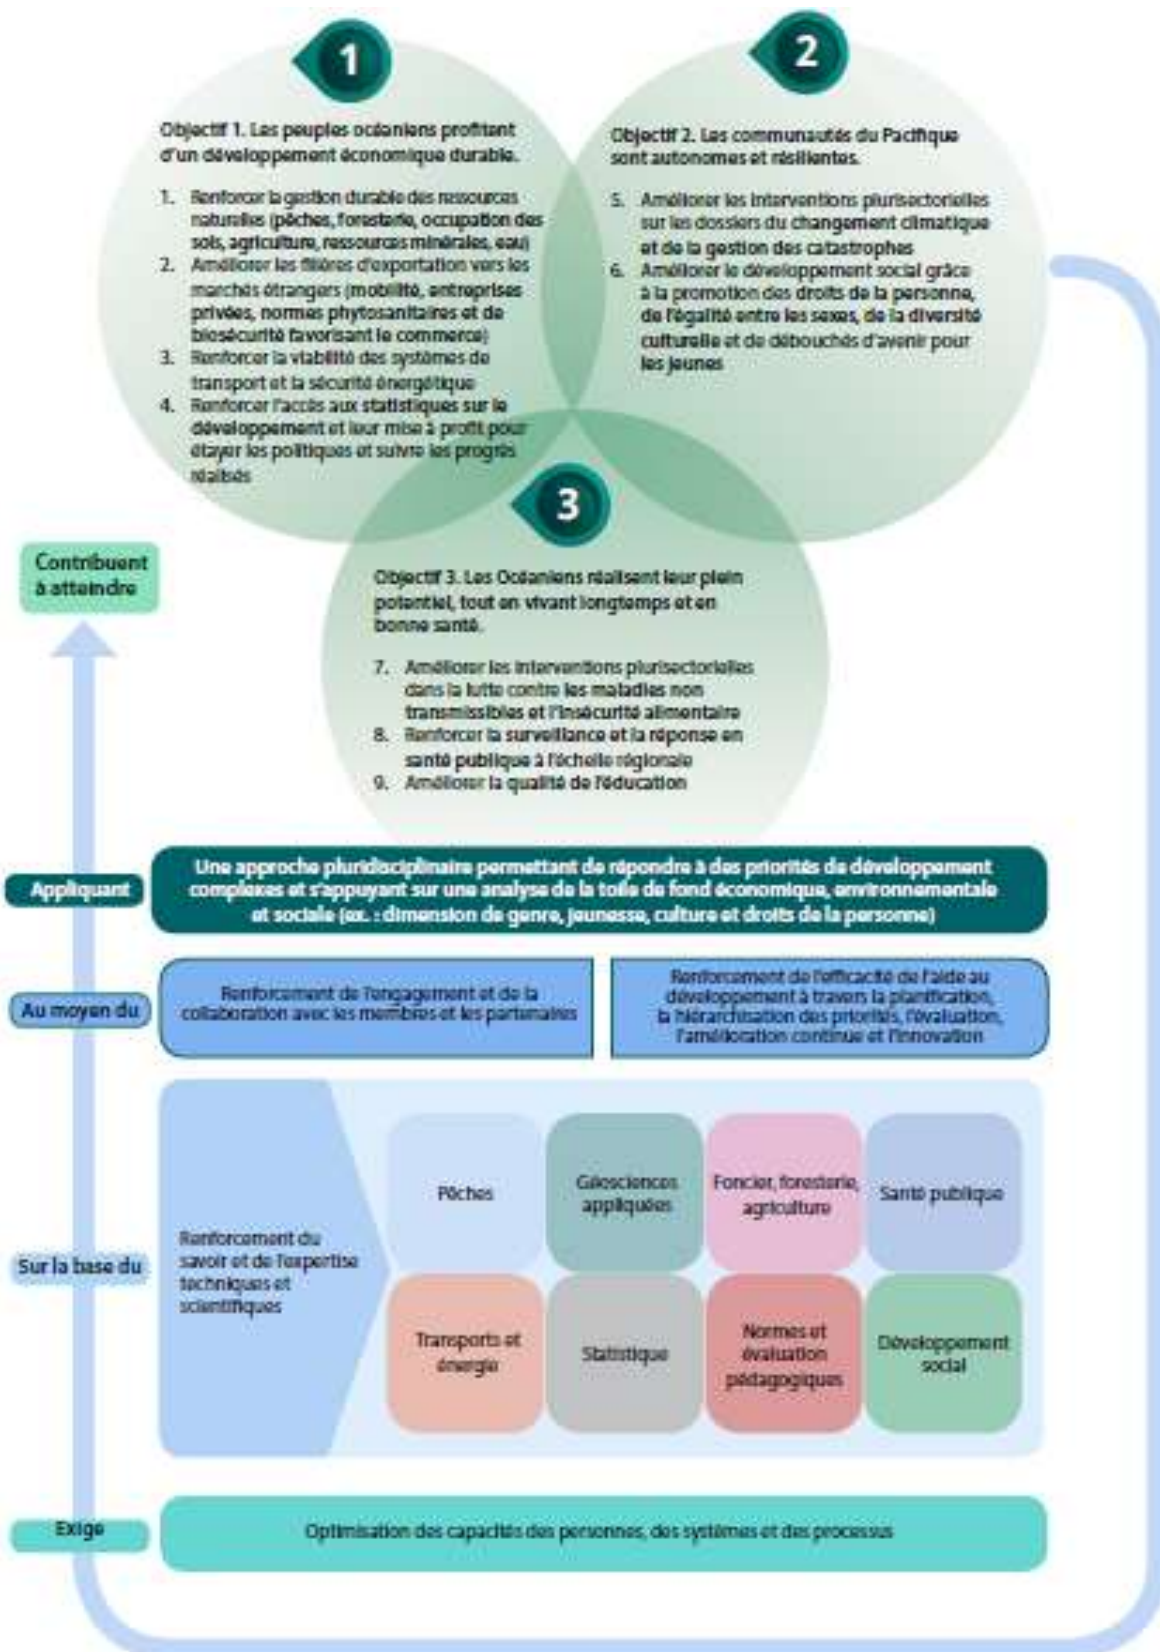 1
Objectif 1. Les peuples océaniens profitent
d'un développement économique durable.
1. Renforcer la gestion durable des ressources
naturelles (pêches, foresterie, occupation des
sols, agriculture, ressources minérales, eau)
2. Améliorer les filières d'exportation vers les
marchés étrangers (mobilité, entreprises
privées, normes phytosanitaires et de
biosécurité favorisant le commerce)
3. Renforcer la viabilité des systèmes de
transport et la sécurité énergétique
4. Renforcer l'accès aux statistiques sur le
développement et leur mise à profit pour
étayer les politiques et suivre les progrès
réalisés
2
Objectif 2. Les communautés du Pacifique
sont autonomes et résilientes.
5. Améliorer les interventions plurisectorielles
sur les dossiers du changement climatique
et de la gestion des catastrophes
6. Améliorer le développement social grâce
à la promotion des droits de la personne,
de l'égalité entre les sexes, de la diversité
culturelle et de débouchés d'avenir pour
les jeunes
3
Objectif 3. Les Océaniens réalisent leur plein
potentiel, tout en vivant longtemps et en
bonne santé.
7. Améliorer les interventions plurisectorielles
dans la lutte contre les maladies non
transmissibles et l'insécurité alimentaire
8. Renforcer la surveillance et la réponse en
santé publique à l'échelle régionale
9. Améliorer la qualité de l'éducation
Contribuent
à atteindre
Appliquant
Une approche pluridisciplinaire permettant de répondre à des priorités de développement
complexes et s'appuyant sur une analyse de la toile de fond économique, environnementale
et sociale (ex. : dimension de genre, jeunesse, culture et droits de la personne)
Au moyen du
Renforcement de l'engagement et de la
collaboration avec les membres et les partenaires
Renforcement de l'efficacité de l'aide au
développement à travers la planification,
la hiérarchisation des priorités, l'évaluation,
l'amélioration continue et l'innovation
Sur la base du
Renforcement du
savoir et de l'expertise
techniques et
scientifiques
Pêches
Géosciences
appliquées
Foncier, foresterie,
agriculture
Santé publique
Transports et
énergie
Statistique
Normes et
évaluation
pédagogiques
Développement
social
Exige
Optimisation des capacités des personnes, des systèmes et des processus